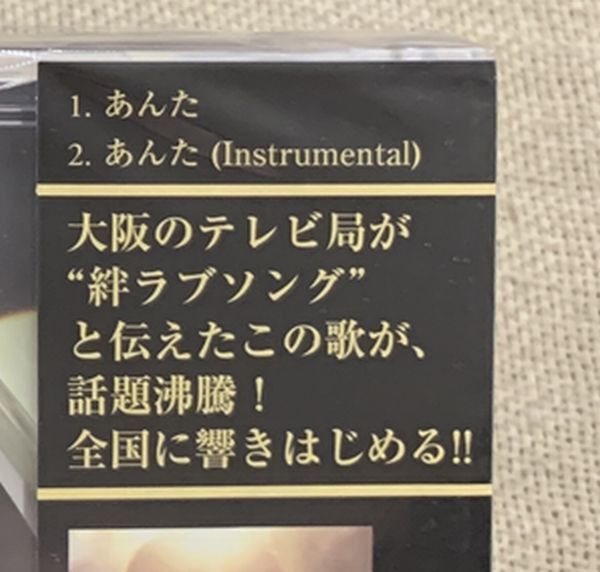 1. あんた
2. あんた (Instrumental)
大阪のテレビ局が
“絆ラブソング”
と伝えたこの歌が、
話題沸騰！
全国に響きはじめる!!